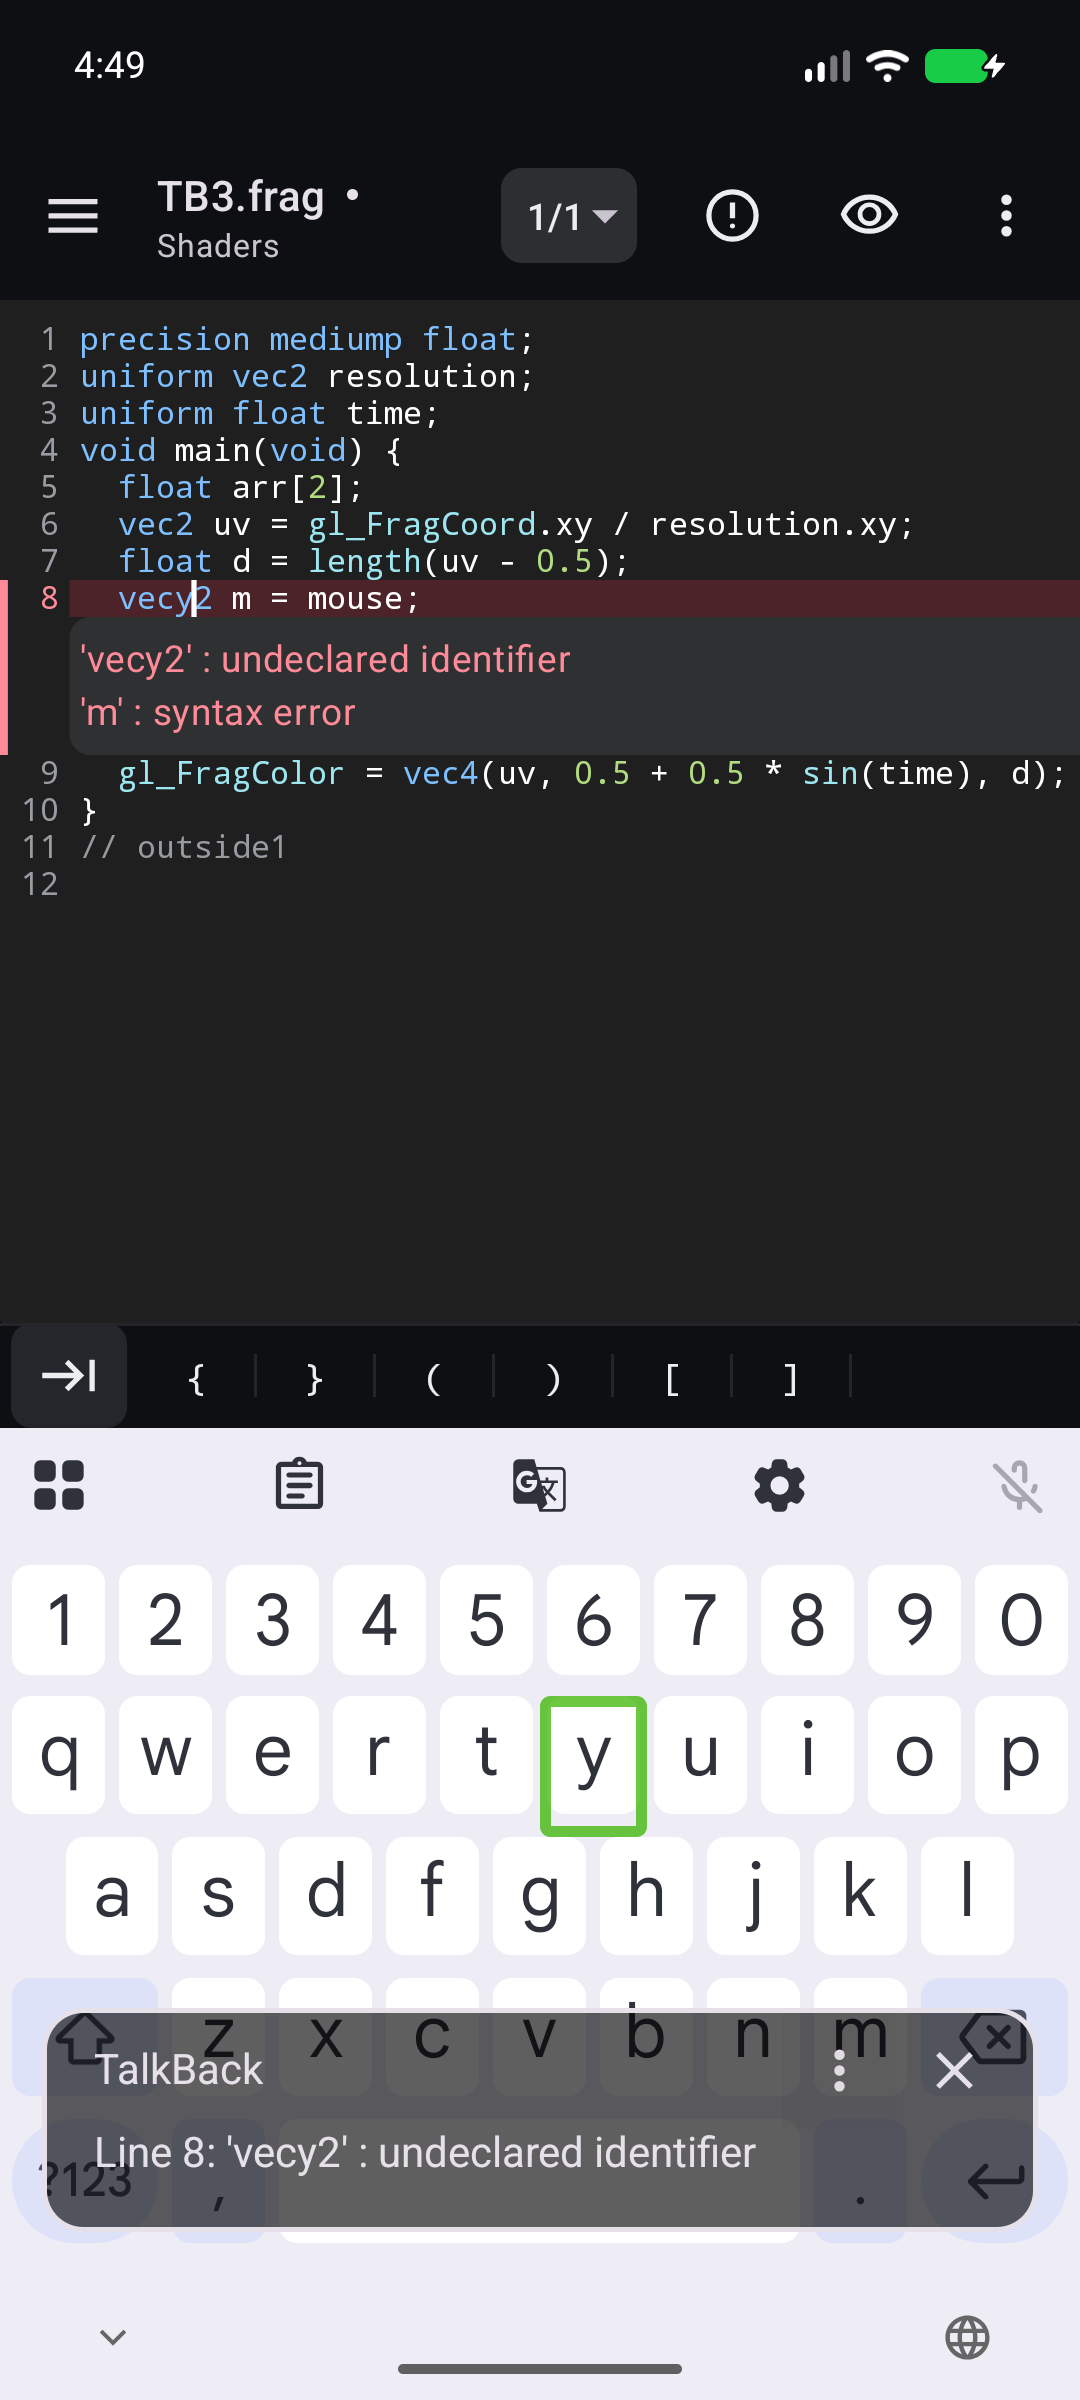 4:49
TB3.frag •
Shaders
1/1
1 precision mediump float;
2 uniform vec2 resolution;
3 uniform float time;
4 void main(void) {
5   float arr[2];
6   vec2 uv = gl_FragCoord.xy / resolution.xy;
7   float d = length(uv - 0.5);
8   vecy2 m = mouse;
'vecy2' : undeclared identifier
'm' : syntax error
9   gl_FragColor = vec4(uv, 0.5 + 0.5 * sin(time), d);
10 }
11 // outside1
12
{ } ( ) [ ]
1 2 3 4 5 6 7 8 9 0
q w e r t y u i o p
a s d f g h j k l
z x c v b n m
TalkBack
Line 8: 'vecy2' : undeclared identifier
?123 , .